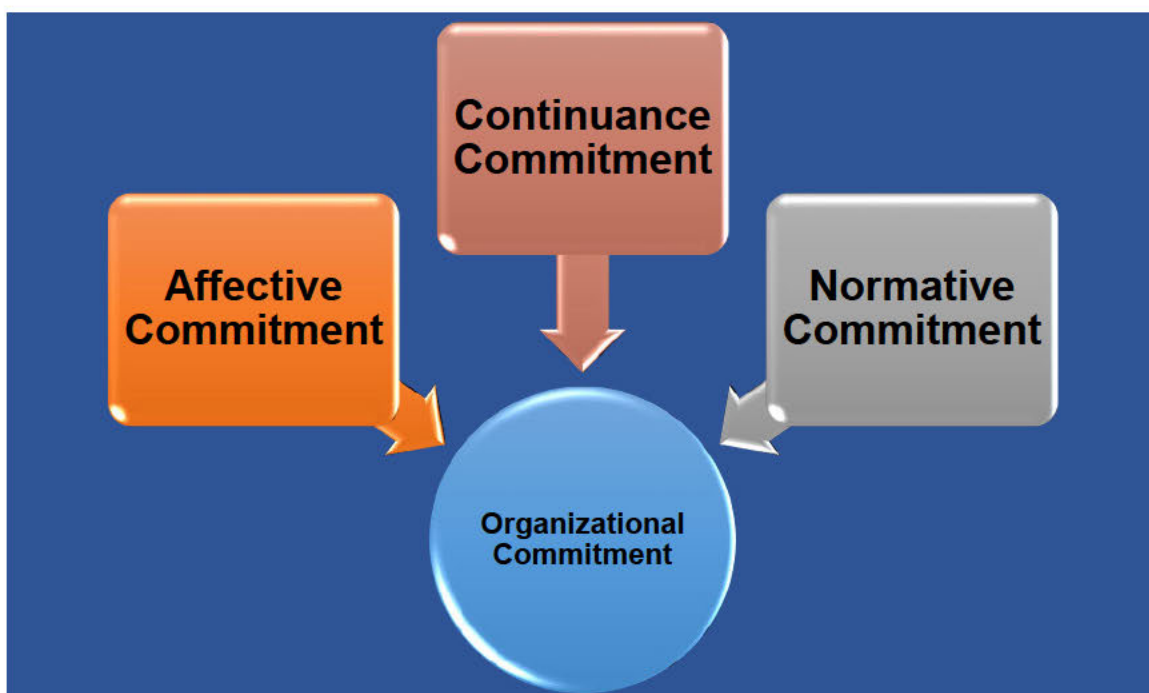 Continuance
Commitment
Affective
Commitment
Normative
Commitment
Organizational
Commitment